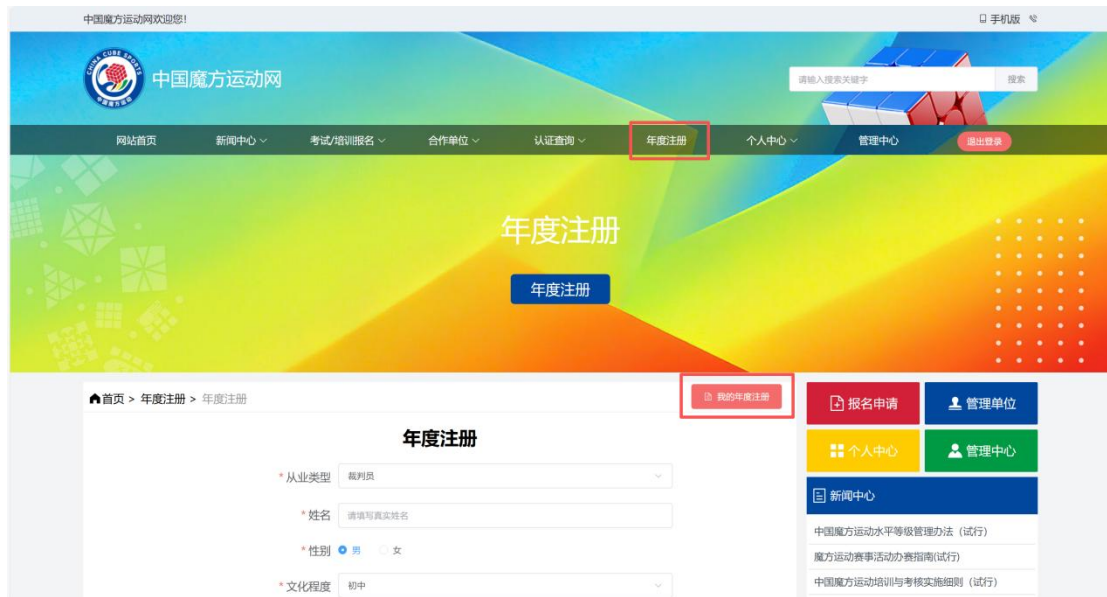 中国魔方运动网欢迎您!
手机版
CHINA CUBE SPORTS
中国魔方运动
中国魔方运动网
请输入搜索关键字
搜索
网站首页 新闻中心 考试/培训报名 合作单位 认证查询 年度注册 个人中心 管理中心 退出登录
年度注册
年度注册
首页 > 年度注册 > 年度注册
我的年度注册
年度注册
* 从业类型 裁判员
* 姓名 请填写真实姓名
* 性别 男 女
* 文化程度 初中
报名申请 管理单位
个人中心 管理中心
新闻中心
中国魔方运动水平等级管理办法（试行）
魔方运动赛事活动办赛指南(试行)
中国魔方运动培训与考核实施细则（试行）